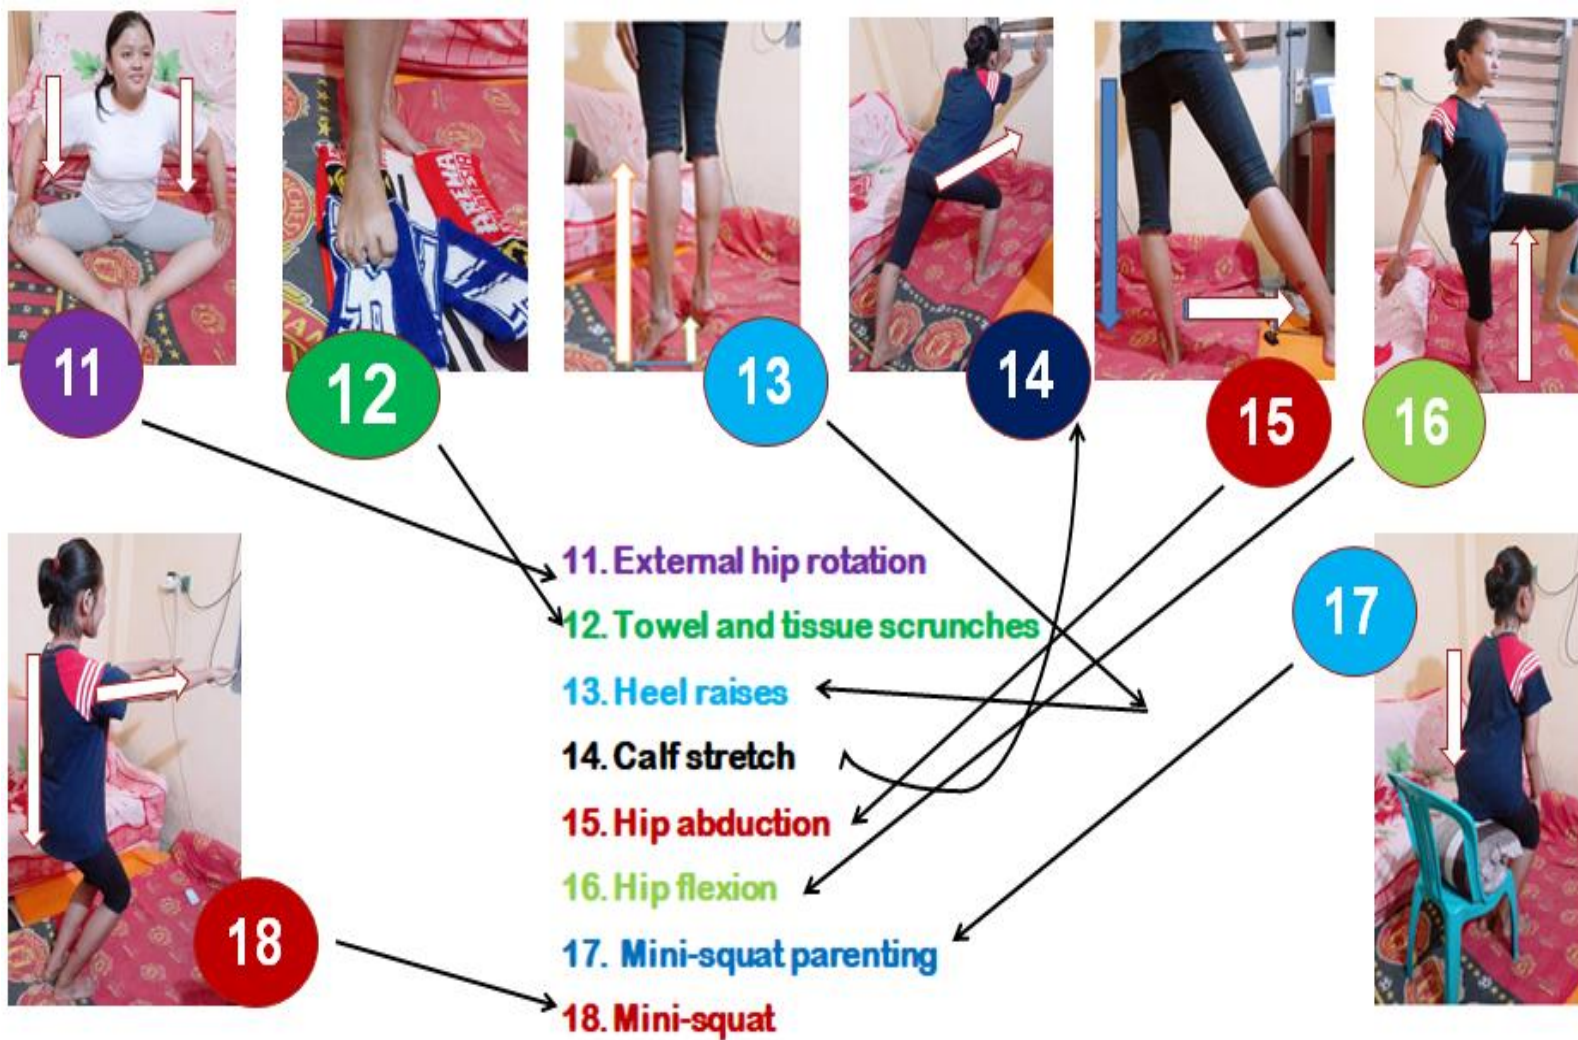 11
12
13
14
15
16
11. External hip rotation
12. Towel and tissue scrunches
13. Heel raises
14. Calf stretch
15. Hip abduction
16. Hip flexion
17. Mini-squat parenting
18. Mini-squat
17
18